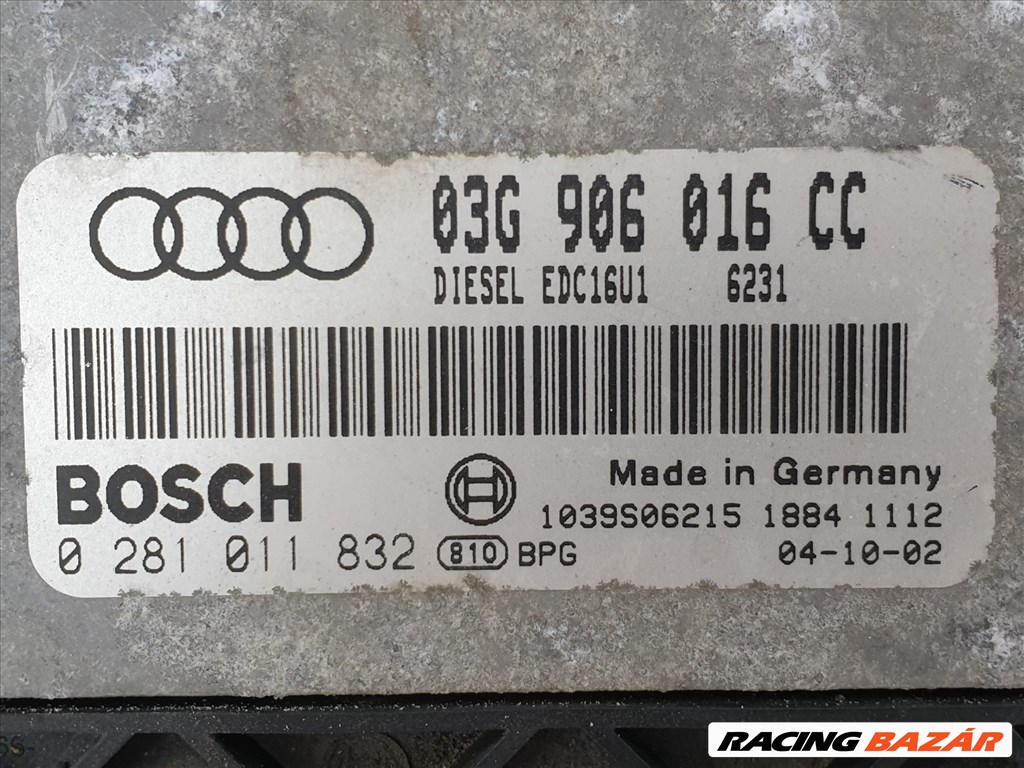 03G 906 016 CC
DIESEL EDC16U1 6231
BOSCH
Made in Germany
1039S06215 1884 1112
0 281 011 832 810 BPG 04-10-02
RACING BAZÁR